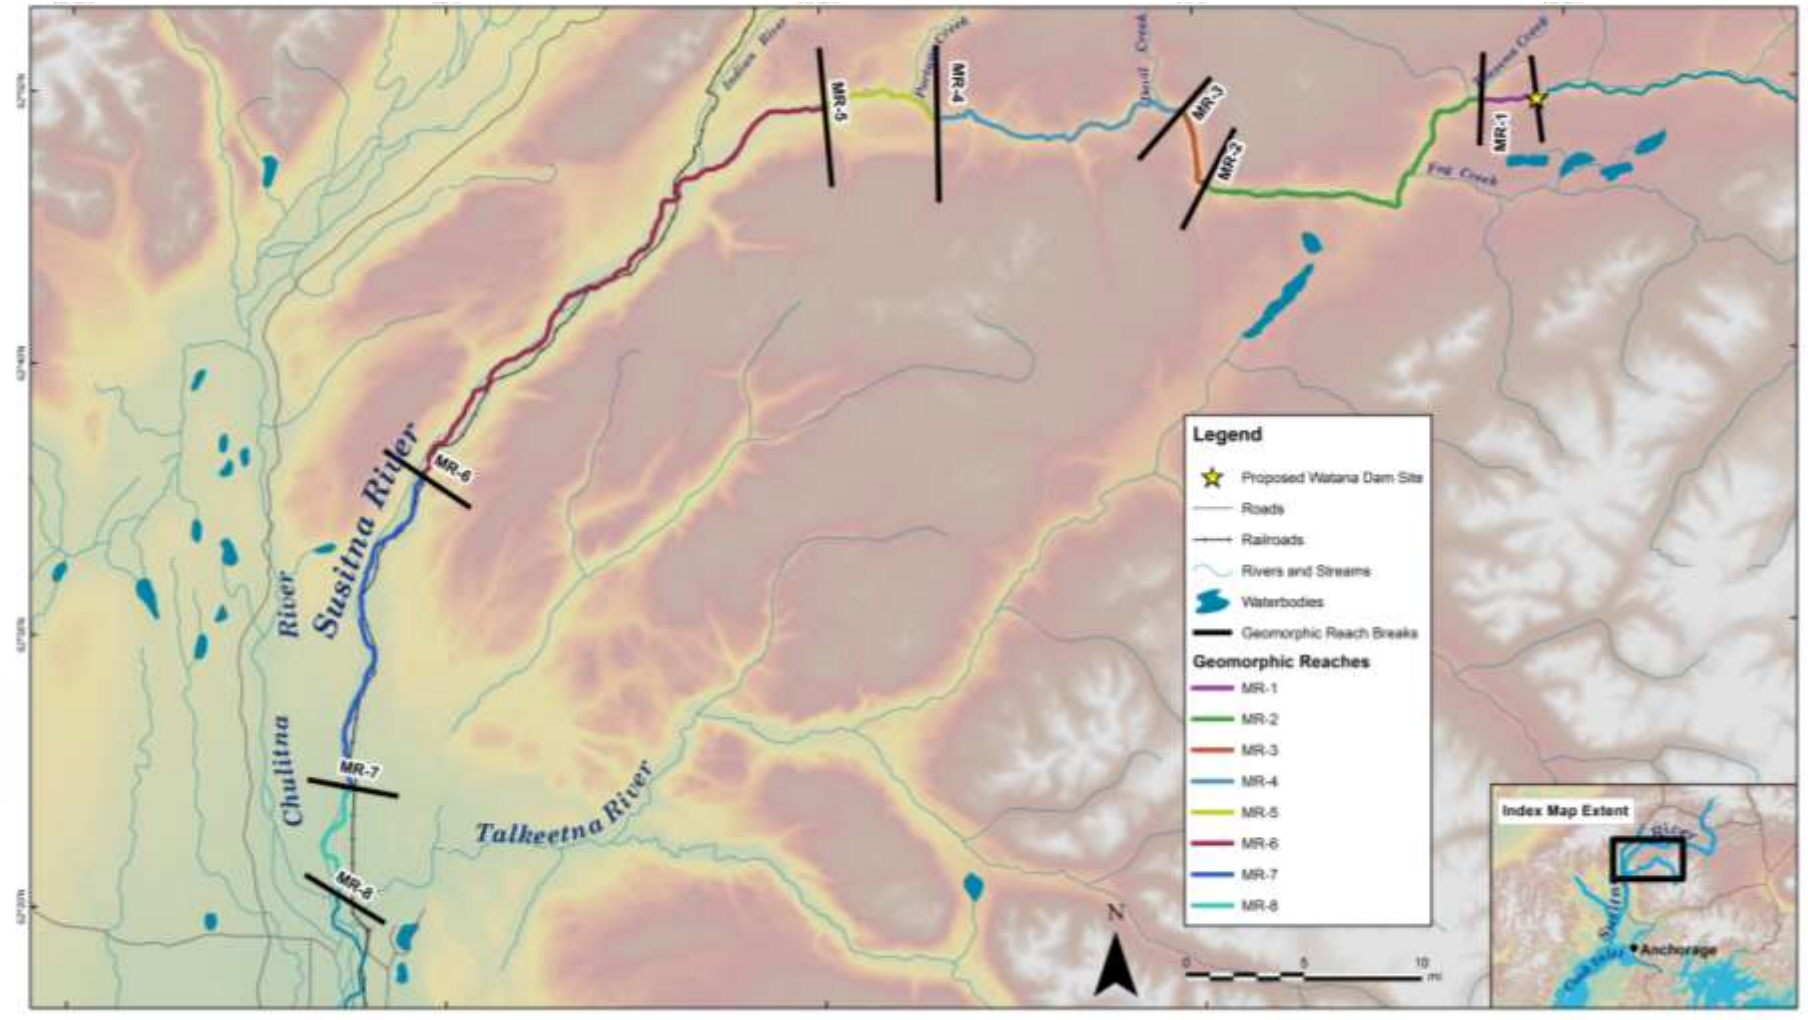 Indian River
Creek
Devil Creek
Creek
MR-5
MR-4
MR-3
MR-2
MR-1
Fog Creek
MR-6
Susitna River
River
Chulitna
MR-7
MR-8
Talkeetna River
Legend
Proposed Watana Dam Site
Roads
Railroads
Rivers and Streams
Waterbodies
Geomorphic Reach Breaks
Geomorphic Reaches
MR-1
MR-2
MR-3
MR-4
MR-5
MR-6
MR-7
MR-8
N
0 5 10
mi
Index Map Extent
River
Anchorage